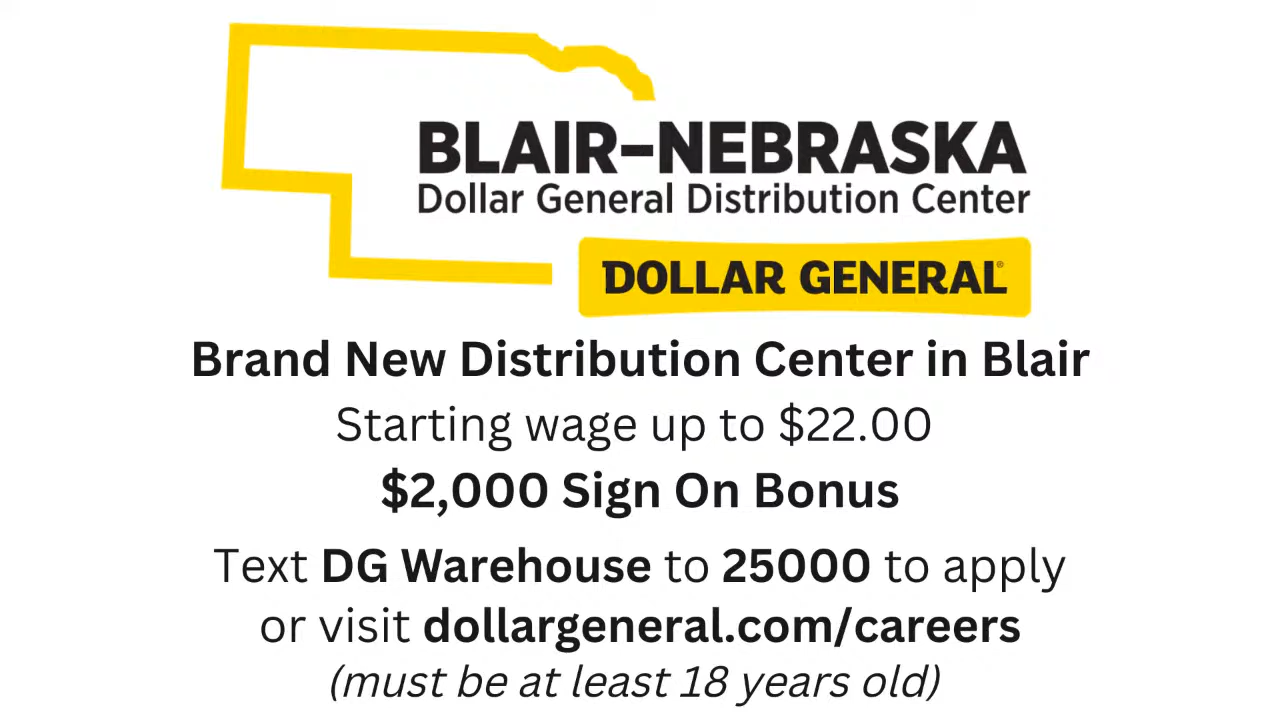 BLAIR–NEBRASKA
Dollar General Distribution Center
DOLLAR GENERAL®
Brand New Distribution Center in Blair
Starting wage up to $22.00
$2,000 Sign On Bonus
Text DG Warehouse to 25000 to apply
or visit dollargeneral.com/careers
(must be at least 18 years old)